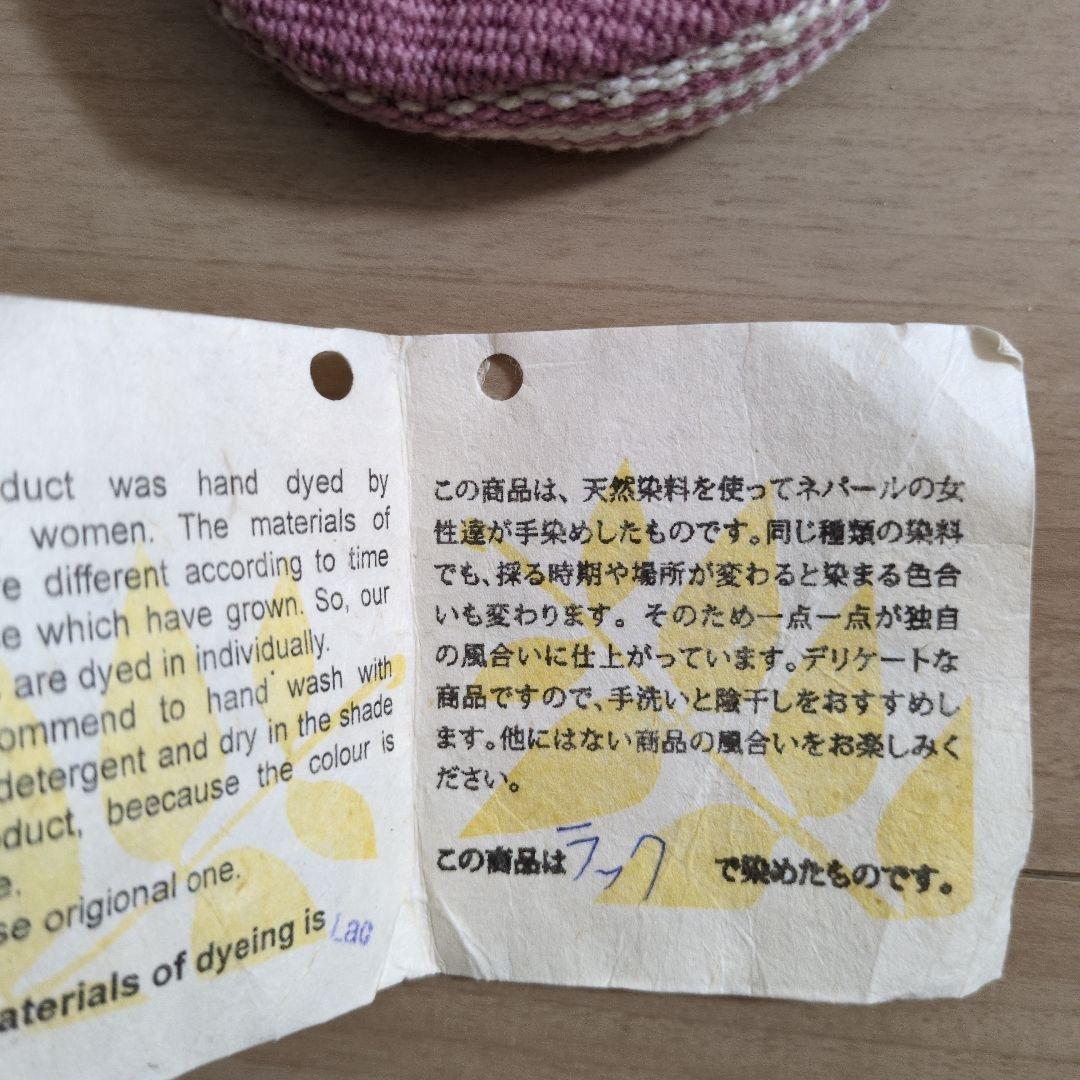 duct was hand dyed by
women. The materials of
e different according to time
e which have grown. So, our
are dyed in individually.
ommend to hand wash with
detergent and dry in the shade
oduct, beecause the colour is
e.
se origional one.
aterials of dyeing is Lac
この商品は、天然染料を使ってネパールの女
性達が手染めしたものです。同じ種類の染料
でも、採る時期や場所が変わると染まる色合
いも変わります。そのため一点一点が独自
の風合いに仕上がっています。デリケートな
商品ですので、手洗いと陰干しをおすすめし
ます。他にはない商品の風合いをお楽しみく
ださい。
この商品はラックで染めたものです。